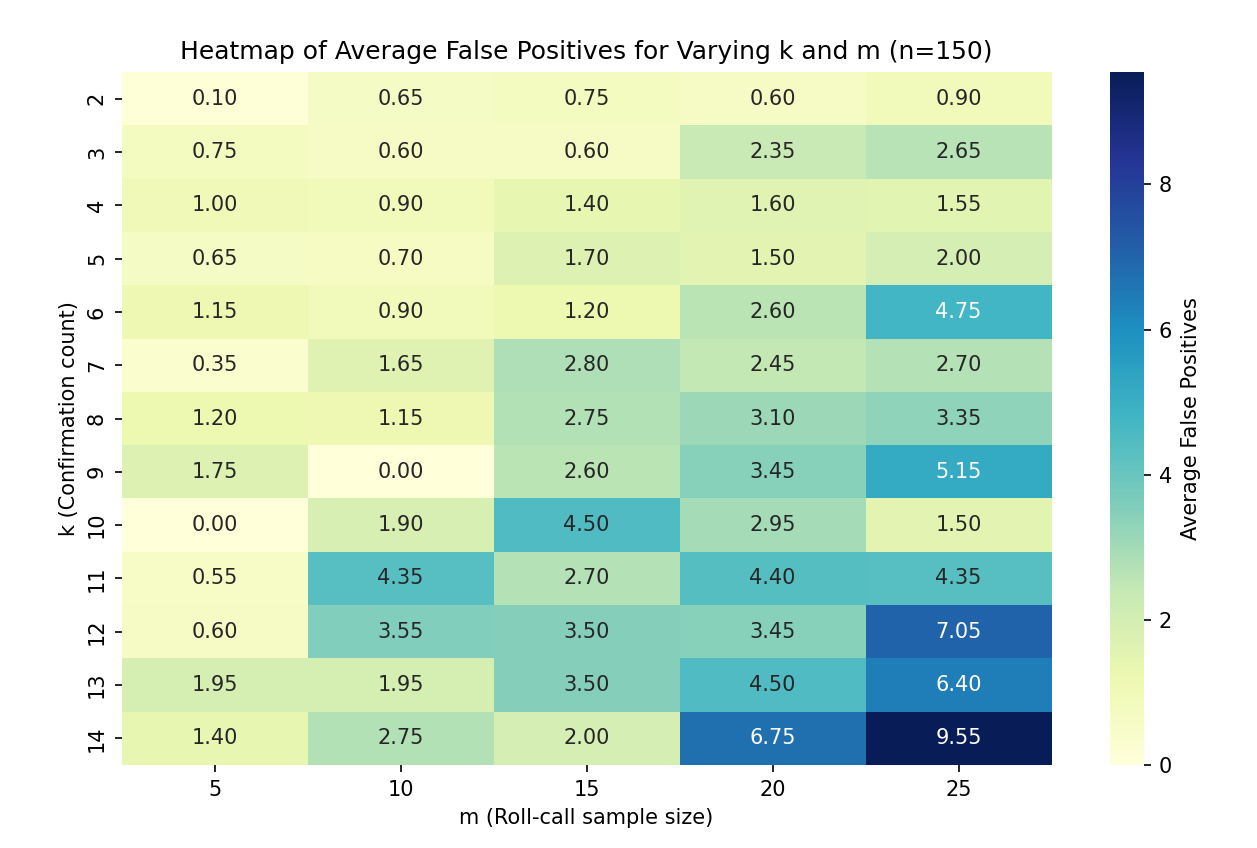 Heatmap of Average False Positives for Varying k and m (n=150)
k (Confirmation count)
2 0.10 0.65 0.75 0.60 0.90
3 0.75 0.60 0.60 2.35 2.65
4 1.00 0.90 1.40 1.60 1.55
5 0.65 0.70 1.70 1.50 2.00
6 1.15 0.90 1.20 2.60 4.75
7 0.35 1.65 2.80 2.45 2.70
8 1.20 1.15 2.75 3.10 3.35
9 1.75 0.00 2.60 3.45 5.15
10 0.00 1.90 4.50 2.95 1.50
11 0.55 4.35 2.70 4.40 4.35
12 0.60 3.55 3.50 3.45 7.05
13 1.95 1.95 3.50 4.50 6.40
14 1.40 2.75 2.00 6.75 9.55
5 10 15 20 25
m (Roll-call sample size)
8
6
4
2
0
Average False Positives